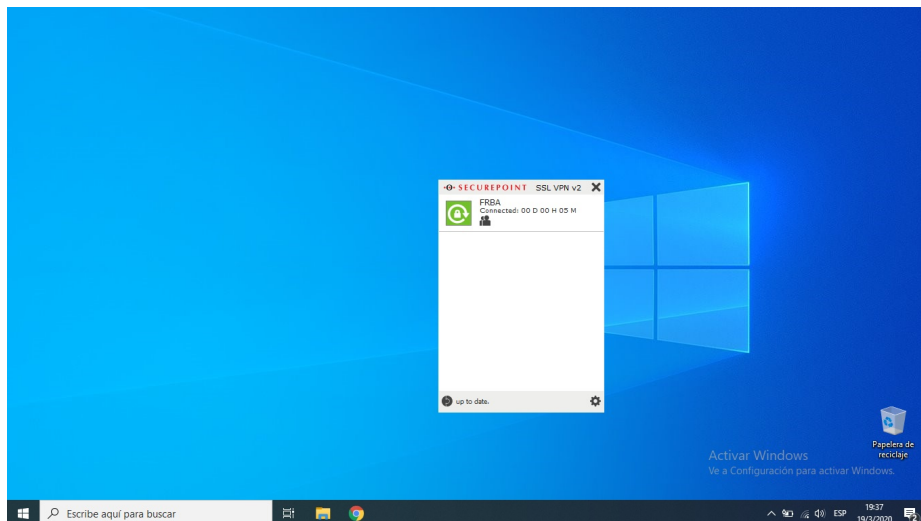 SECUREPOINT SSL VPN v2
FRBA
Connected: 00 D 00 H 05 M
up to date.
Papelera de
reciclaje
Activar Windows
Ve a Configuración para activar Windows.
Escribe aquí para buscar
ESP
19:37
19/3/2020